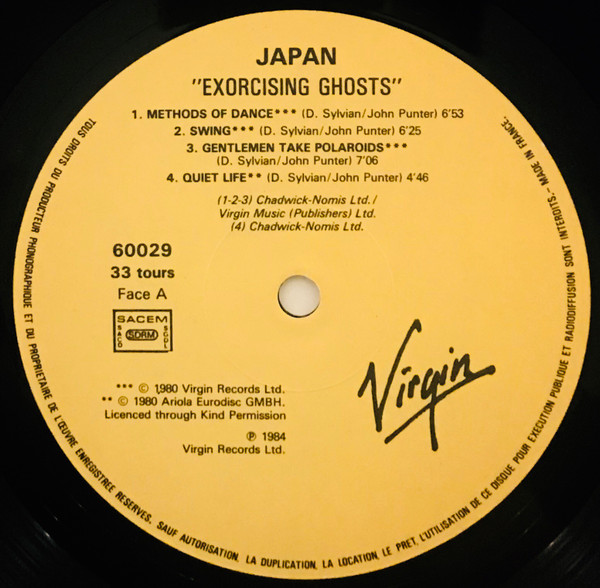 JAPAN
"EXORCISING GHOSTS"
1. METHODS OF DANCE*** (D. Sylvian/John Punter) 6'53
2. SWING*** (D. Sylvian/John Punter) 6'25
3. GENTLEMEN TAKE POLAROIDS***
(D. Sylvian/John Punter) 7'06
4. QUIET LIFE** (D. Sylvian/John Punter) 4'46
(1-2-3) Chadwick-Nomis Ltd./
Virgin Music (Publishers) Ltd.
(4) Chadwick-Nomis Ltd.
60029
33 tours
Face A
SACEM
SACD
SDRM
SGDL
Virgin
*** © 1980 Virgin Records Ltd.
** © 1980 Ariola Eurodisc GMBH.
Licenced through Kind Permission
℗ 1984
Virgin Records Ltd.
TOUS DROITS DU PRODUCTEUR PHONOGRAPHIQUE ET DU PROPRIETAIRE DE L'ŒUVRE ENREGISTREE RESERVES. SAUF AUTORISATION, LA DUPLICATION, LA LOCATION, LE PRET, L'UTILISATION DE CE DISQUE POUR EXECUTION PUBLIQUE ET RADIODIFFUSION SONT INTERDITS.- MADE IN FRANCE.